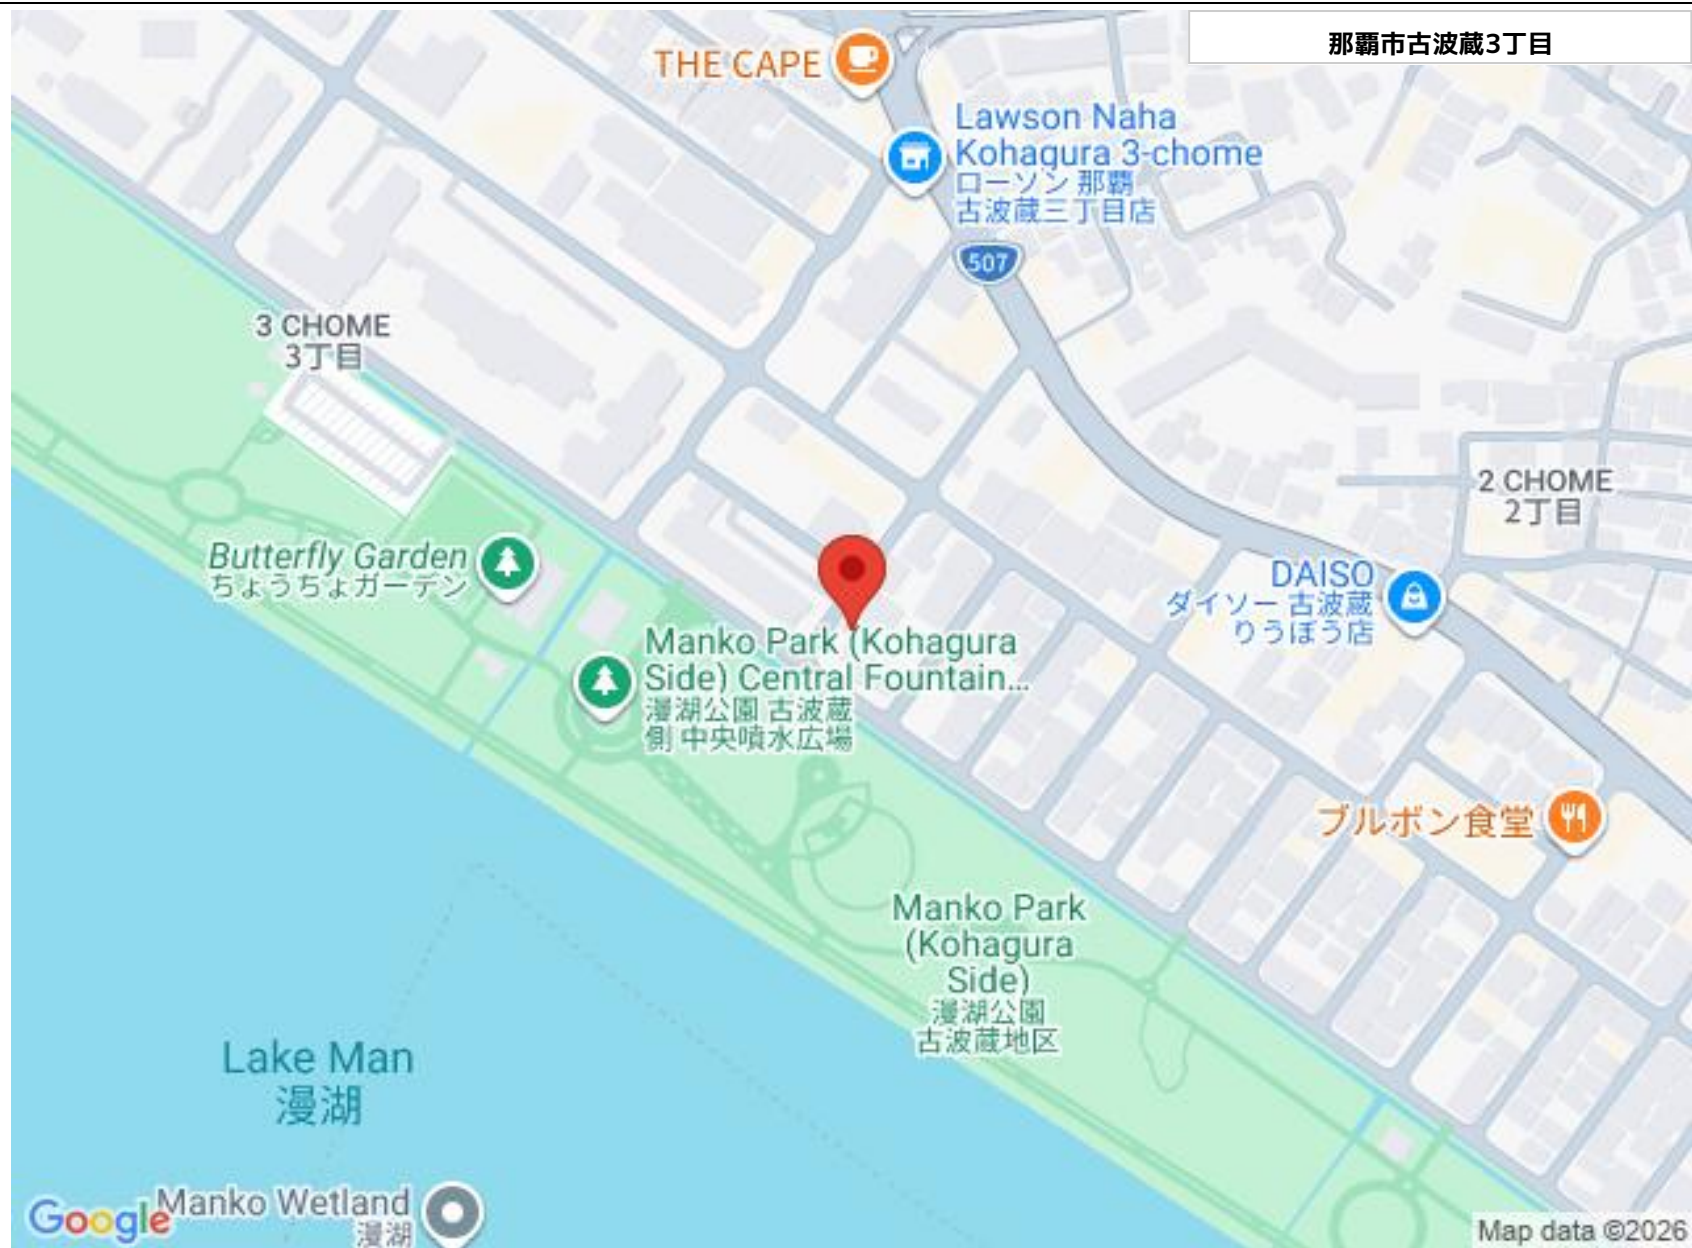 那覇市古波蔵3丁目
THE CAPE
Lawson Naha
Kohagura 3-chome
ローソン 那覇
古波蔵三丁目店
507
3 CHOME
3丁目
2 CHOME
2丁目
Butterfly Garden
ちょうちょガーデン
DAISO
ダイソー 古波蔵
りうぼう店
Manko Park (Kohagura
Side) Central Fountain...
漫湖公園 古波蔵
側 中央噴水広場
ブルボン食堂
Manko Park
(Kohagura
Side)
漫湖公園
古波蔵地区
Lake Man
漫湖
Manko Wetland
漫湖
Google
Map data ©2026